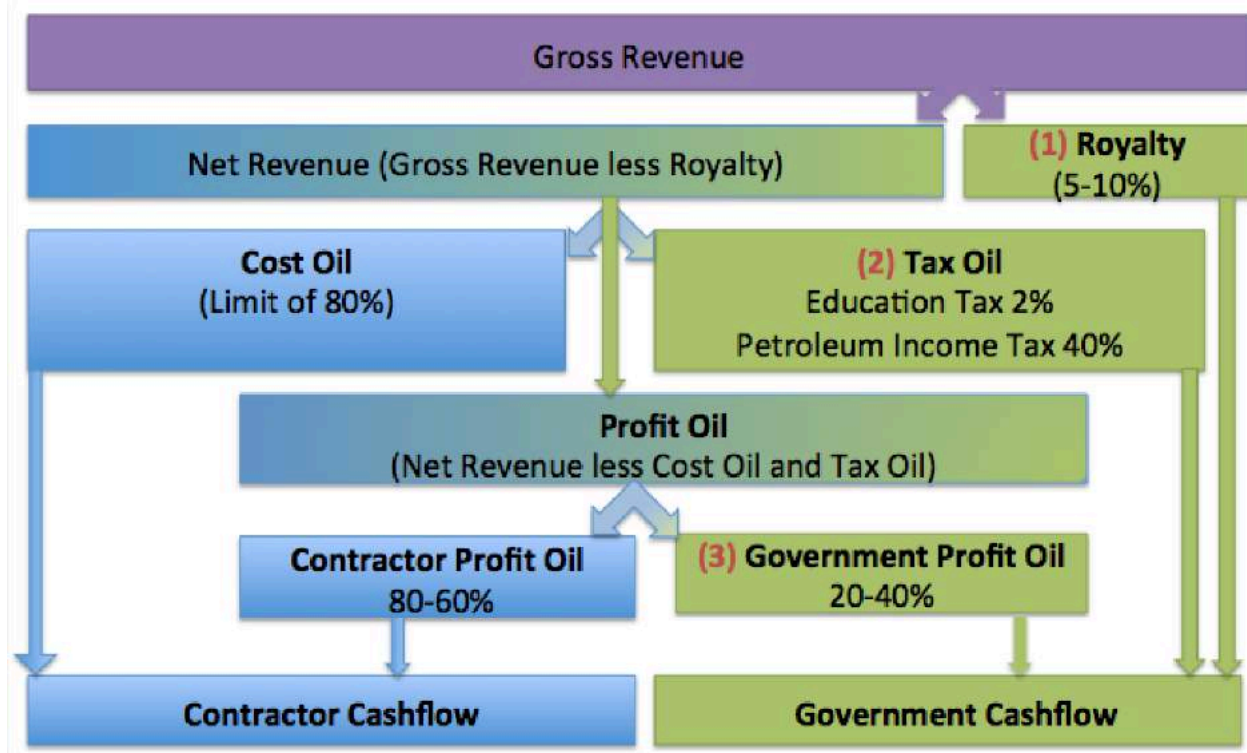 Gross Revenue
Net Revenue (Gross Revenue less Royalty)
(1) Royalty
(5-10%)
Cost Oil
(Limit of 80%)
(2) Tax Oil
Education Tax 2%
Petroleum Income Tax 40%
Profit Oil
(Net Revenue less Cost Oil and Tax Oil)
Contractor Profit Oil
80-60%
(3) Government Profit Oil
20-40%
Contractor Cashflow
Government Cashflow